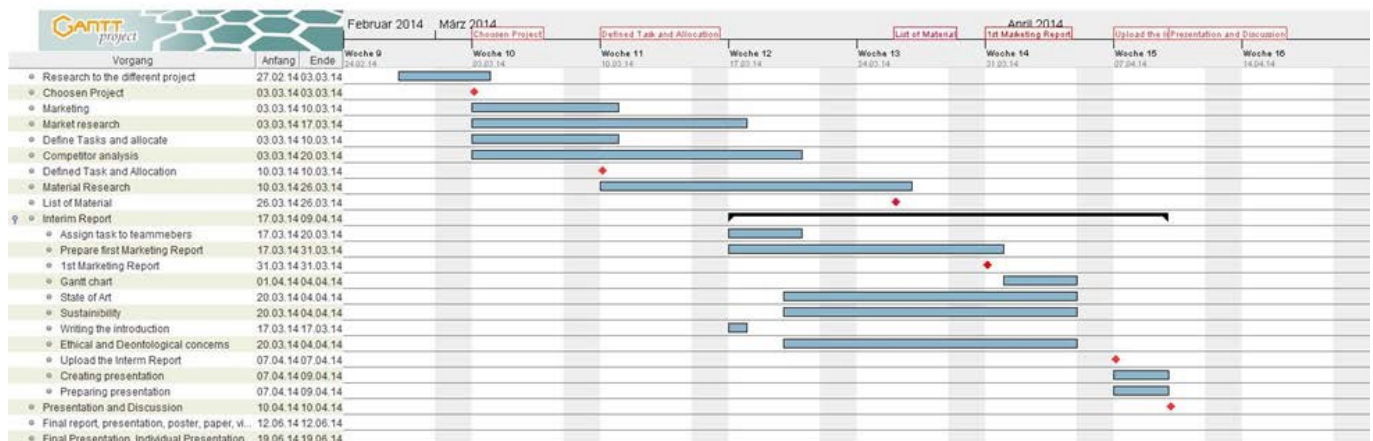 GANTT
project
Februar 2014 März 2014 April 2014
Choosen Project Defined Task and Allocation List of Material 1st Marketing Report Upload the I Presentation and Discussion
Woche 9 Woche 10 Woche 11 Woche 12 Woche 13 Woche 14 Woche 15 Woche 16
Vorgang Anfang Ende 24.02.14 03.03.14 10.03.14 17.03.14 24.03.14 31.03.14 07.04.14 14.04.14
Research to the different project 27.02.14 03.03.14
Choosen Project 03.03.14 03.03.14
Marketing 03.03.14 10.03.14
Market research 03.03.14 17.03.14
Define Tasks and allocate 03.03.14 10.03.14
Competitor analysis 03.03.14 20.03.14
Defined Task and Allocation 10.03.14 10.03.14
Material Research 10.03.14 26.03.14
List of Material 26.03.14 26.03.14
Interim Report 17.03.14 09.04.14
Assign task to teammebers 17.03.14 20.03.14
Prepare first Marketing Report 17.03.14 31.03.14
1st Marketing Report 31.03.14 31.03.14
Gantt chart 01.04.14 04.04.14
State of Art 20.03.14 04.04.14
Sustainibility 20.03.14 04.04.14
Writing the introduction 17.03.14 17.03.14
Ethical and Deontological concerns 20.03.14 04.04.14
Upload the Interm Report 07.04.14 07.04.14
Creating presentation 07.04.14 09.04.14
Preparing presentation 07.04.14 09.04.14
Presentation and Discussion 10.04.14 10.04.14
Final report, presentation, poster, paper, vi... 12.06.14 12.06.14
Final Presentation, Individual Presentation 19.06.14 19.06.14